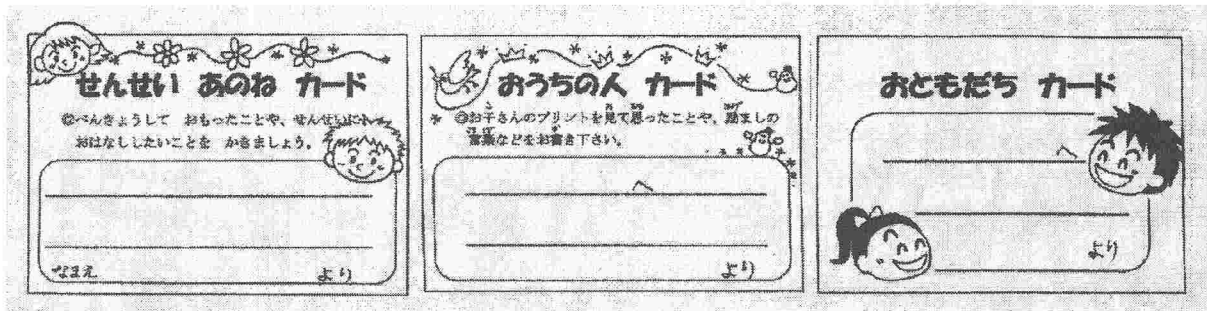 せんせい あのね カード
◎べんきょうして おもったことや、せんせいに
おはなししたいことを かきましょう。
なまえ より
おうちの人 カード
◎お子さんのプリントを見て思ったことや、励ましの
言葉などをお書き下さい。
へ
より
おともだち カード
へ
より